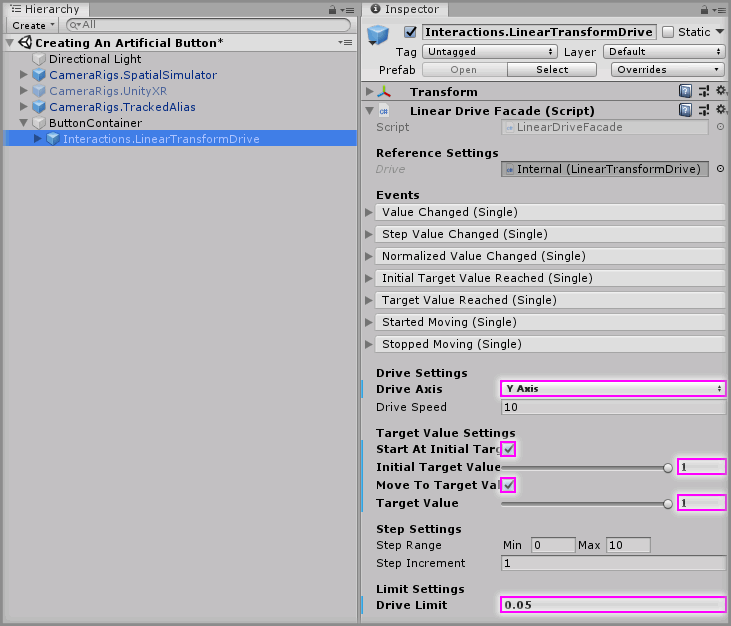 Hierarchy
Create
All
Creating An Artificial Button*
Directional Light
CameraRigs.SpatialSimulator
CameraRigs.UnityXR
CameraRigs.TrackedAlias
ButtonContainer
Interactions.LinearTransformDrive
Inspector
Interactions.LinearTransformDrive Static
Tag Untagged Layer Default
Prefab Open Select Overrides
Transform
Linear Drive Facade (Script)
Script LinearDriveFacade
Reference Settings
Drive Internal (LinearTransformDrive)
Events
Value Changed (Single)
Step Value Changed (Single)
Normalized Value Changed (Single)
Initial Target Value Reached (Single)
Target Value Reached (Single)
Started Moving (Single)
Stopped Moving (Single)
Drive Settings
Drive Axis Y Axis
Drive Speed 10
Target Value Settings
Start At Initial Targ
Initial Target Value 1
Move To Target Val
Target Value 1
Step Settings
Step Range Min 0 Max 10
Step Increment 1
Limit Settings
Drive Limit 0.05